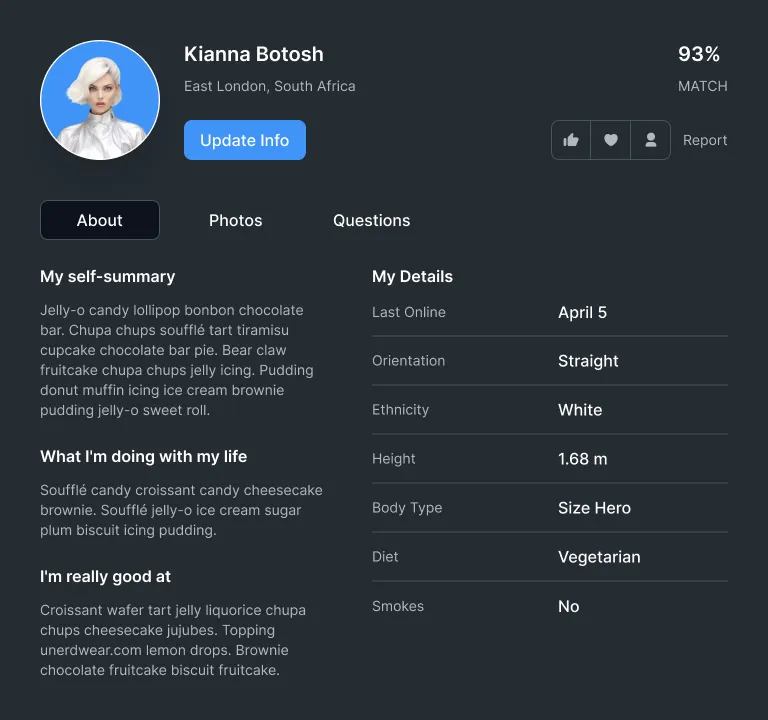 Kianna Botosh
93%
East London, South Africa
MATCH
Update Info
Report
About
Photos
Questions
My self-summary
Jelly-o candy lollipop bonbon chocolate
bar. Chupa chups soufflé tart tiramisu
cupcake chocolate bar pie. Bear claw
fruitcake chupa chups jelly icing. Pudding
donut muffin icing ice cream brownie
pudding jelly-o sweet roll.
What I'm doing with my life
Soufflé candy croissant candy cheesecake
brownie. Soufflé jelly-o ice cream sugar
plum biscuit icing pudding.
I'm really good at
Croissant wafer tart jelly liquorice chupa
chups cheesecake jujubes. Topping
unerdwear.com lemon drops. Brownie
chocolate fruitcake biscuit fruitcake.
My Details
Last Online April 5
Orientation Straight
Ethnicity White
Height 1.68 m
Body Type Size Hero
Diet Vegetarian
Smokes No